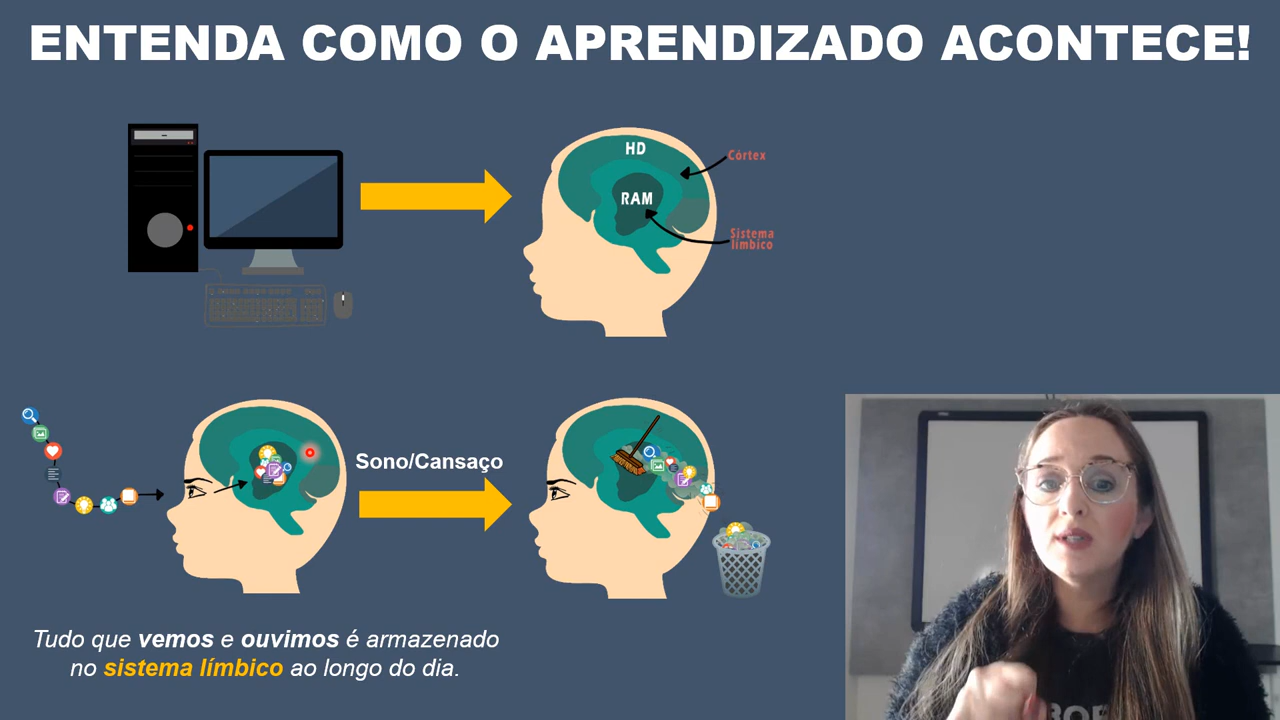 ENTENDA COMO O APRENDIZADO ACONTECE!
HD
Córtex
RAM
Sistema
límbico
Sono/Cansaço
Tudo que vemos e ouvimos é armazenado
no sistema límbico ao longo do dia.